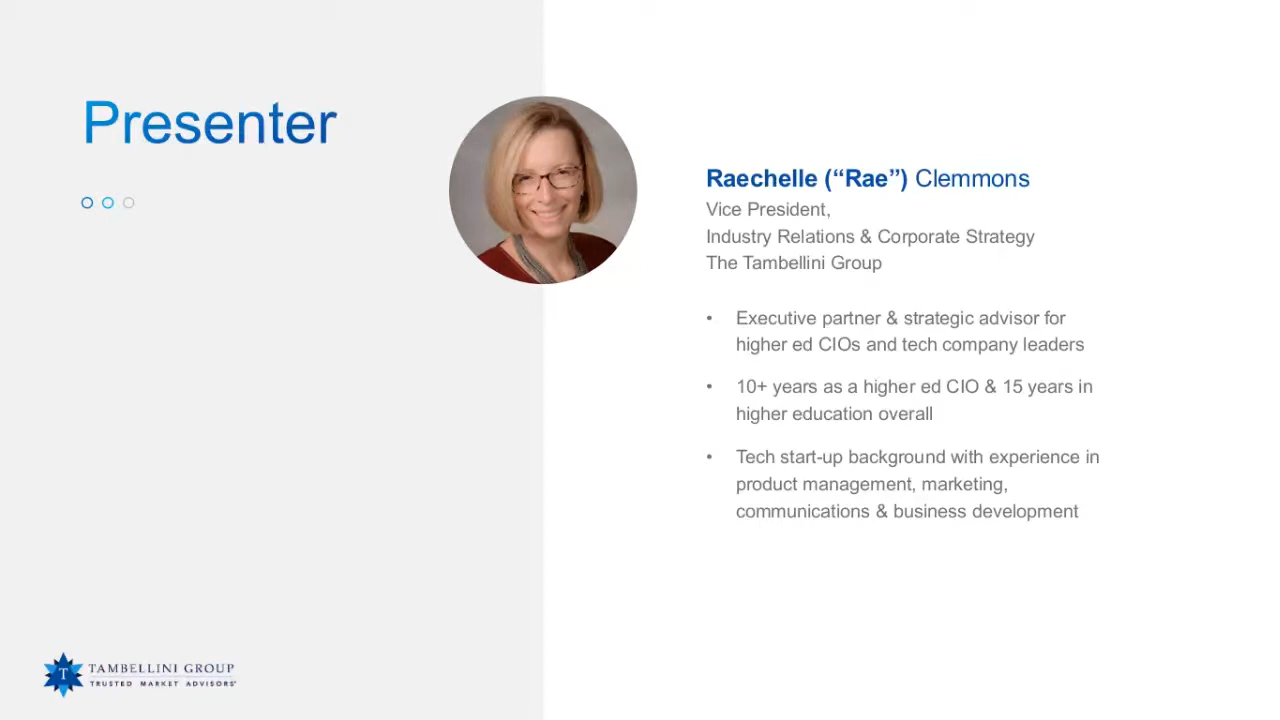 Presenter
Raechelle (“Rae”) Clemmons
Vice President,
Industry Relations & Corporate Strategy
The Tambellini Group
• Executive partner & strategic advisor for
higher ed CIOs and tech company leaders
• 10+ years as a higher ed CIO & 15 years in
higher education overall
• Tech start-up background with experience in
product management, marketing,
communications & business development
T
TAMBELLINI GROUP
TRUSTED MARKET ADVISORS®